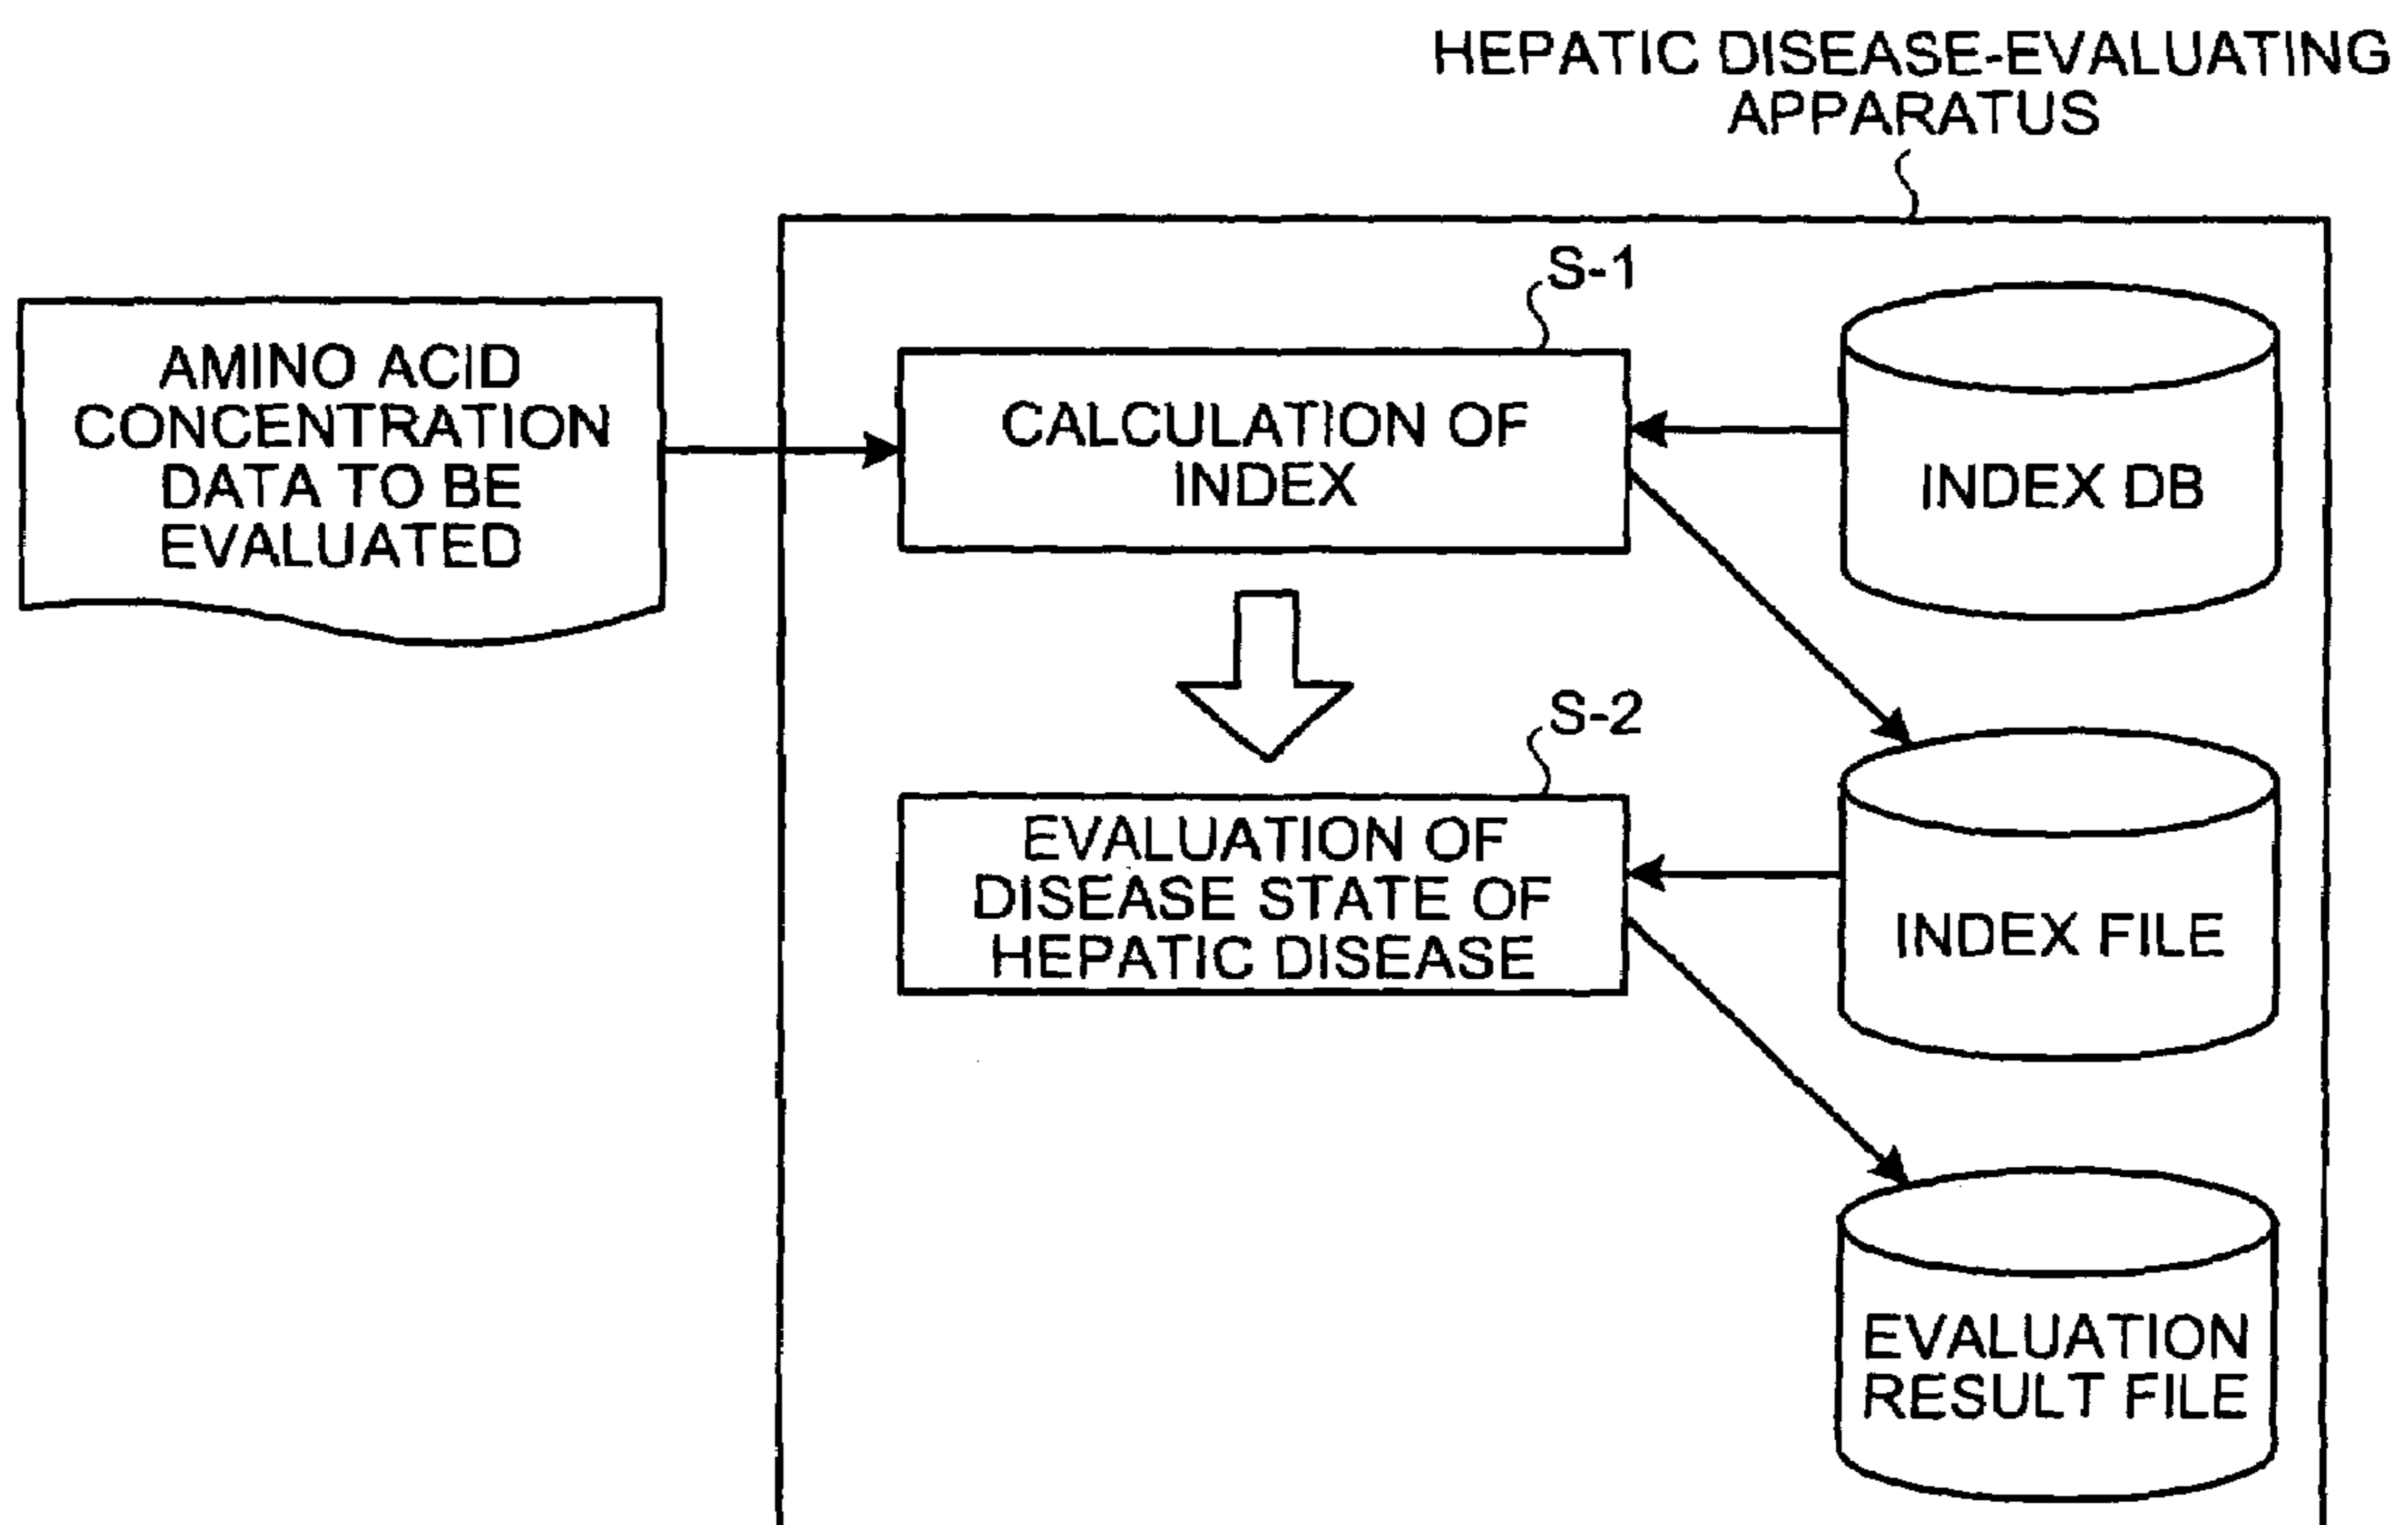 HEPATIC DISEASE-EVALUATING
APPARATUS
S-1
AMINO ACID
CONCENTRATION
DATA TO BE
EVALUATED
CALCULATION OF
INDEX
INDEX DB
S-2
EVALUATION OF
DISEASE STATE OF
HEPATIC DISEASE
INDEX FILE
EVALUATION
RESULT FILE